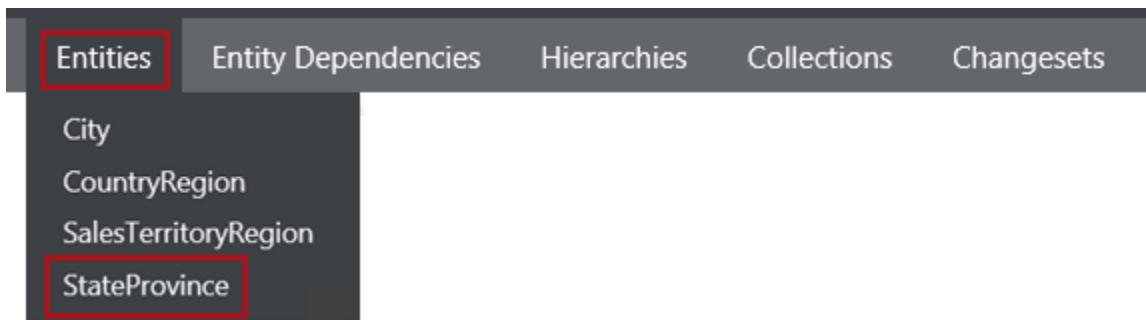 Entities Entity Dependencies Hierarchies Collections Changesets
City
CountryRegion
SalesTerritoryRegion
StateProvince